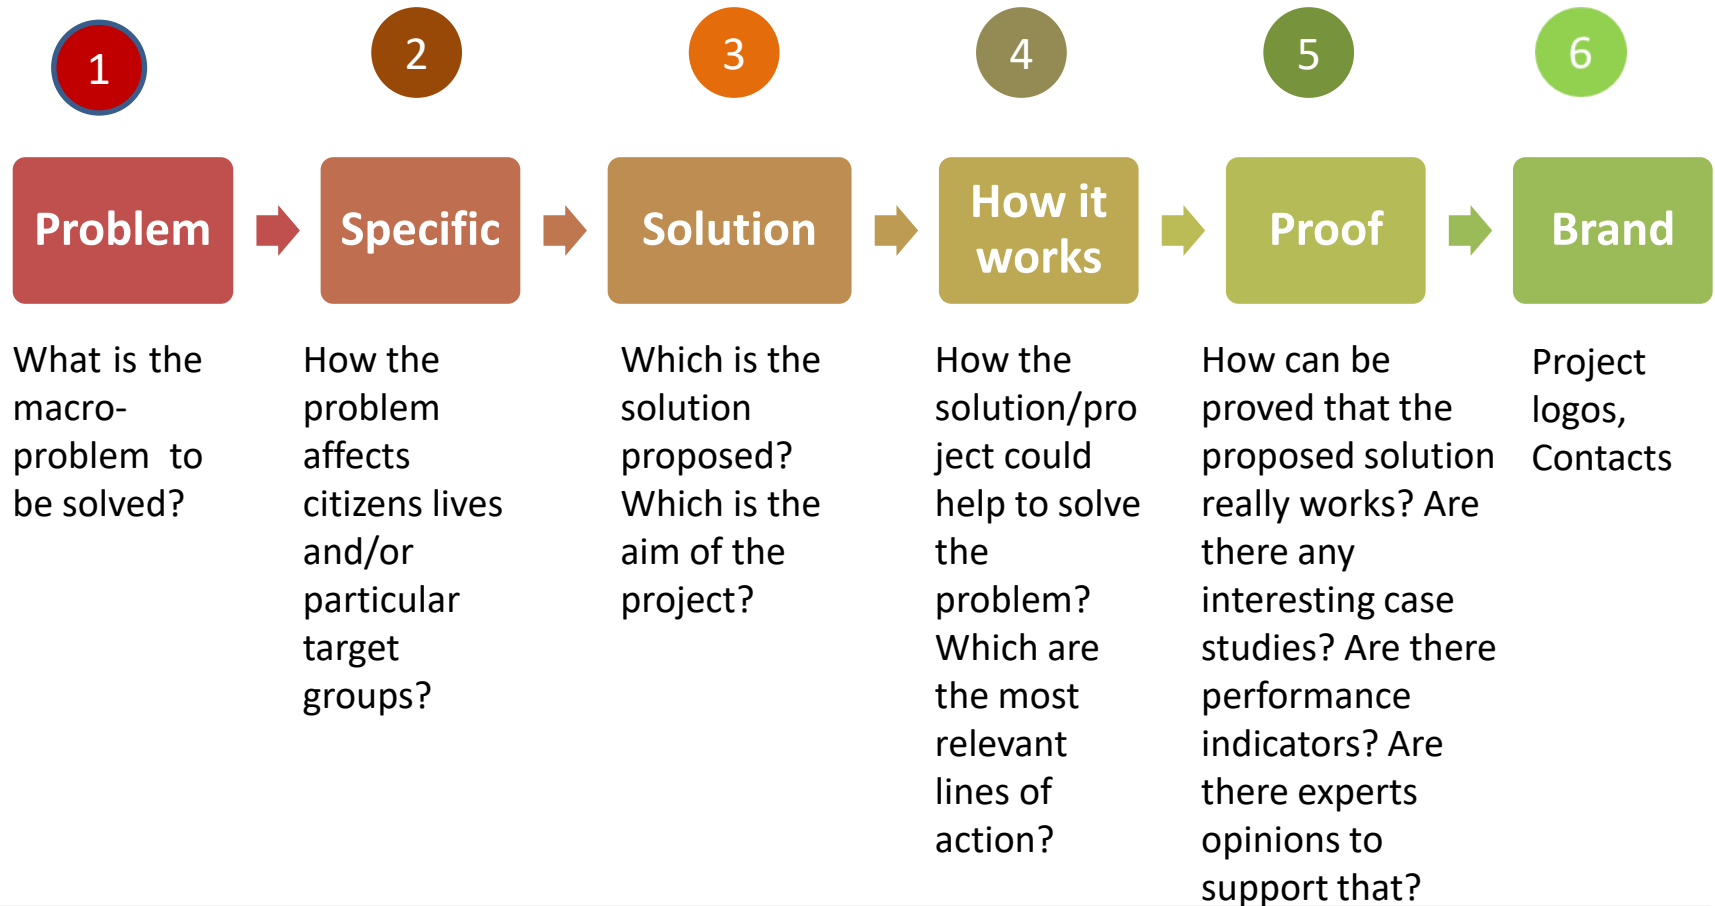 1
2
3
4
5
6
Problem
Specific
Solution
How it
works
Proof
Brand
What is the
macro-
problem to
be solved?
How the
problem
affects
citizens lives
and/or
particular
target
groups?
Which is the
solution
proposed?
Which is the
aim of the
project?
How the
solution/pro
ject could
help to solve
the
problem?
Which are
the most
relevant
lines of
action?
How can be
proved that the
proposed solution
really works? Are
there any
interesting case
studies? Are there
performance
indicators? Are
there experts
opinions to
support that?
Project
logos,
Contacts